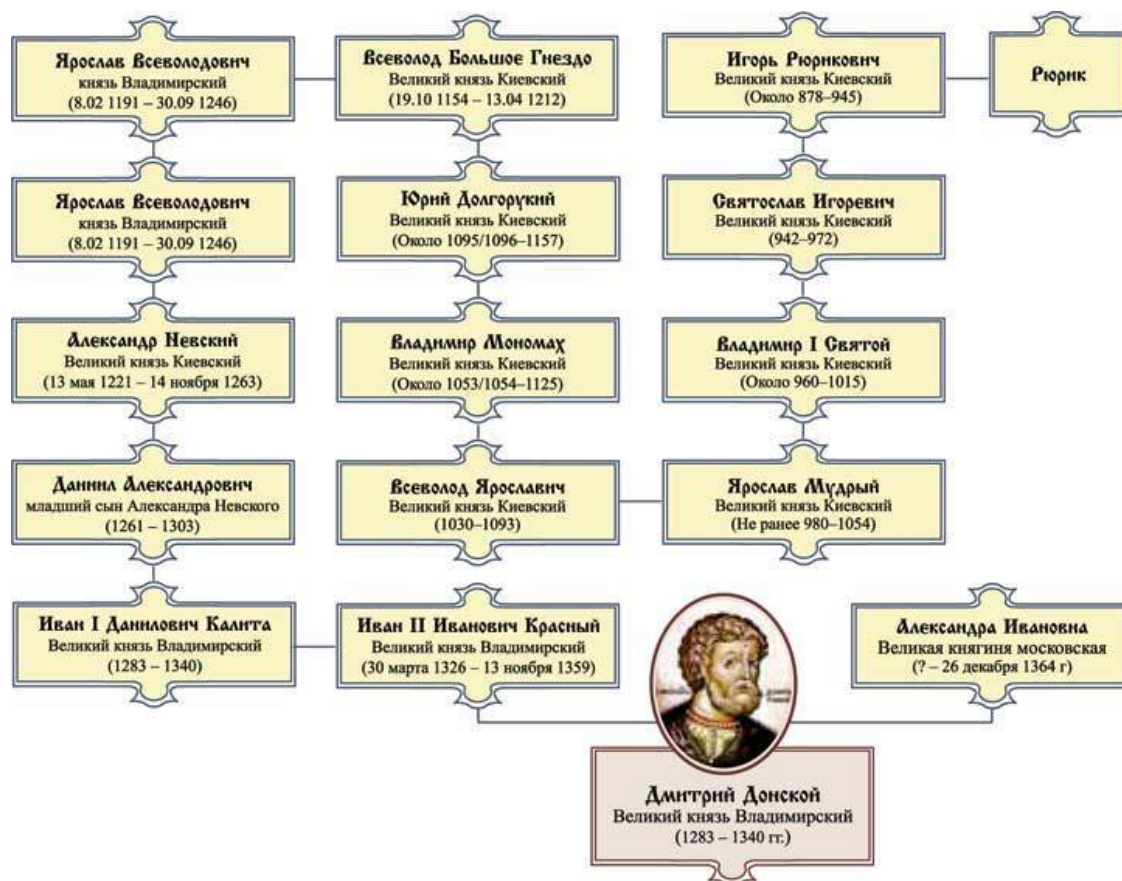 Ярослав Всеволодович
князь Владимирский
(8.02 1191 – 30.09 1246)
Всеволод Большое Гнездо
Великий князь Киевский
(19.10 1154 – 13.04 1212)
Игорь Рюрикович
Великий князь Киевский
(Около 878–945)
Рюрик
Ярослав Всеволодович
князь Владимирский
(8.02 1191 – 30.09 1246)
Юрий Долгорукий
Великий князь Киевский
(Около 1095/1096–1157)
Святослав Игоревич
Великий князь Киевский
(942–972)
Александр Невский
Великий князь Киевский
(13 мая 1221 – 14 ноября 1263)
Владимир Мономах
Великий князь Киевский
(Около 1053/1054–1125)
Владимир I Святой
Великий князь Киевский
(Около 960–1015)
Даниил Александрович
младший сын Александра Невского
(1261 – 1303)
Всеволод Ярославич
Великий князь Киевский
(1030–1093)
Ярослав Мудрый
Великий князь Киевский
(Не ранее 980–1054)
Иван I Данилович Калита
Великий князь Владимирский
(1283 – 1340)
Иван II Иванович Красный
Великий князь Владимирский
(30 марта 1326 – 13 ноября 1359)
Александра Ивановна
Великая княгиня московская
(? – 26 декабря 1364 г)
Дмитрий Донской
Великий князь Владимирский
(1283 – 1340 гг.)